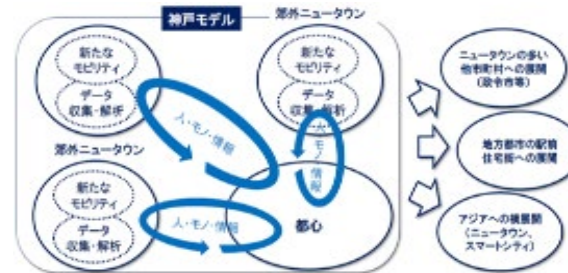 神戸モデル
郊外ニュータウン
新たな
モビリティ
データ
収集・解析
新たな
モビリティ
データ
収集・解析
人・モノ・情報
人・モノ・情報
郊外ニュータウン
新たな
モビリティ
データ
収集・解析
人・モノ・情報
都心
ニュータウンの多い
他市町村への展開
(政令市等)
地方都市の駅前
住宅街への展開
アジアへの横展開
(ニュータウン、
スマートシティ)